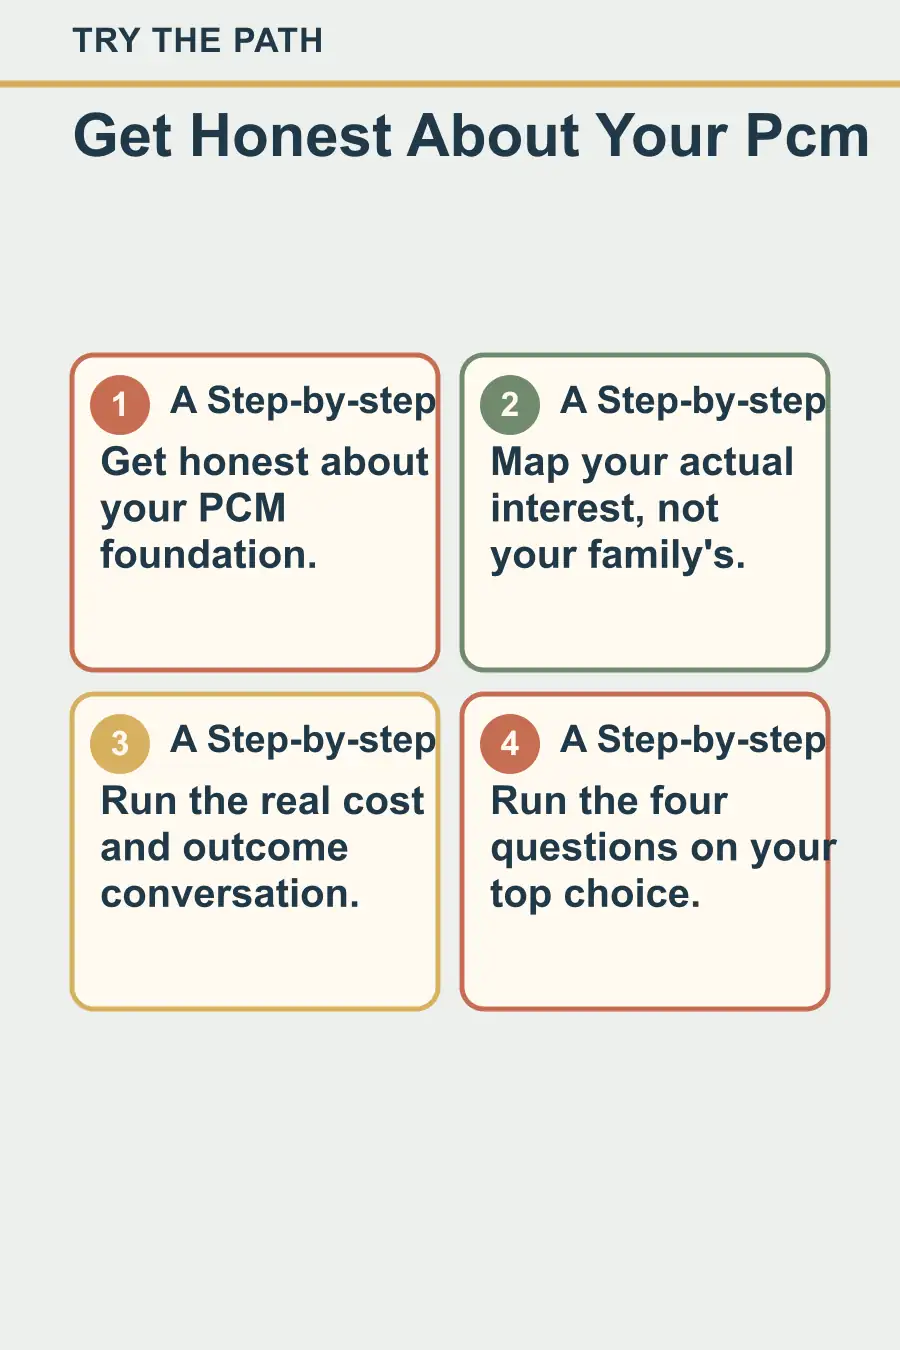 TRY THE PATH
Get Honest About Your Pcm
1
A Step-by-step
Get honest about
your PCM
foundation.
2
A Step-by-step
Map your actual
interest, not
your family's.
3
A Step-by-step
Run the real cost
and outcome
conversation.
4
A Step-by-step
Run the four
questions on your
top choice.